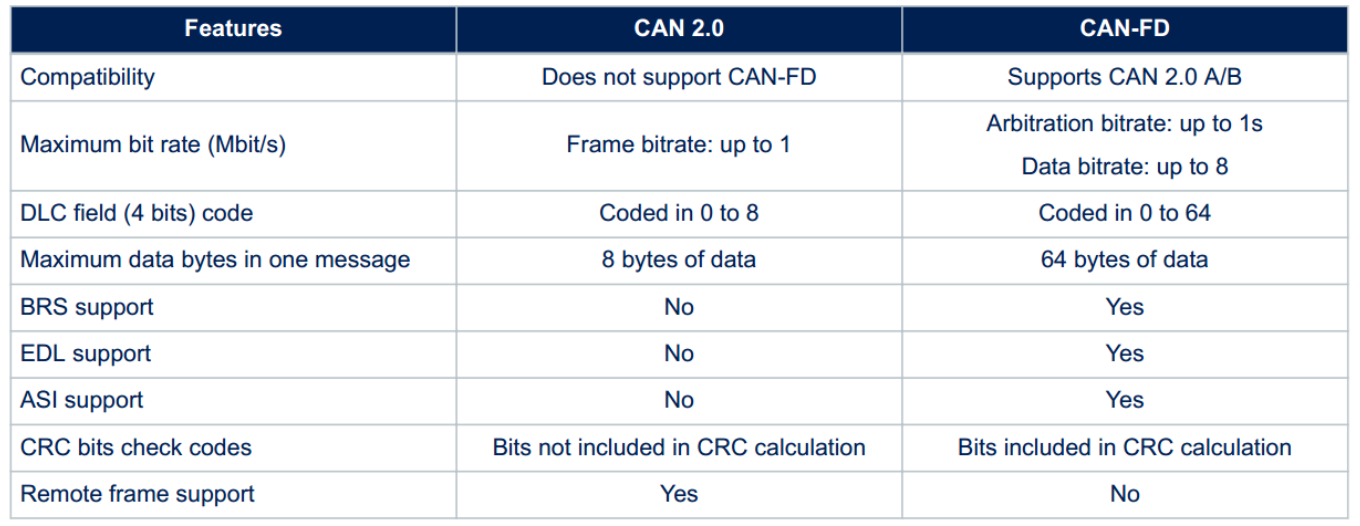 Features CAN 2.0 CAN-FD
Compatibility Does not support CAN-FD Supports CAN 2.0 A/B
Maximum bit rate (Mbit/s) Frame bitrate: up to 1 Arbitration bitrate: up to 1s
Data bitrate: up to 8
DLC field (4 bits) code Coded in 0 to 8 Coded in 0 to 64
Maximum data bytes in one message 8 bytes of data 64 bytes of data
BRS support No Yes
EDL support No Yes
ASI support No Yes
CRC bits check codes Bits not included in CRC calculation Bits included in CRC calculation
Remote frame support Yes No